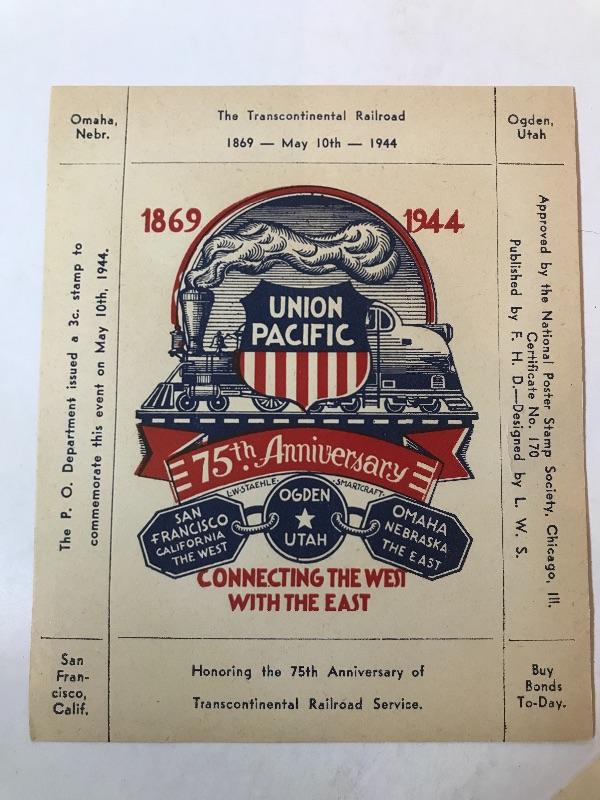 Omaha,
Nebr.
The Transcontinental Railroad
1869 — May 10th — 1944
Ogden,
Utah
The P. O. Department issued a 3c. stamp to
commemorate this event on May 10th, 1944.
1869
1944
UNION
PACIFIC
75th Anniversary
L·W·STAEHLE·
·SMARTCRAFT·
SAN
FRANCISCO
CALIFORNIA
THE WEST
OGDEN
UTAH
OMAHA
NEBRASKA
THE EAST
CONNECTING THE WEST
WITH THE EAST
Approved by the National Poster Stamp Society, Chicago, Ill.
Certificate No. 170
Published by F. H. D.—Designed by L. W. S.
San
Fran-
cisco,
Calif.
Honoring the 75th Anniversary of
Transcontinental Railroad Service.
Buy
Bonds
To-Day.